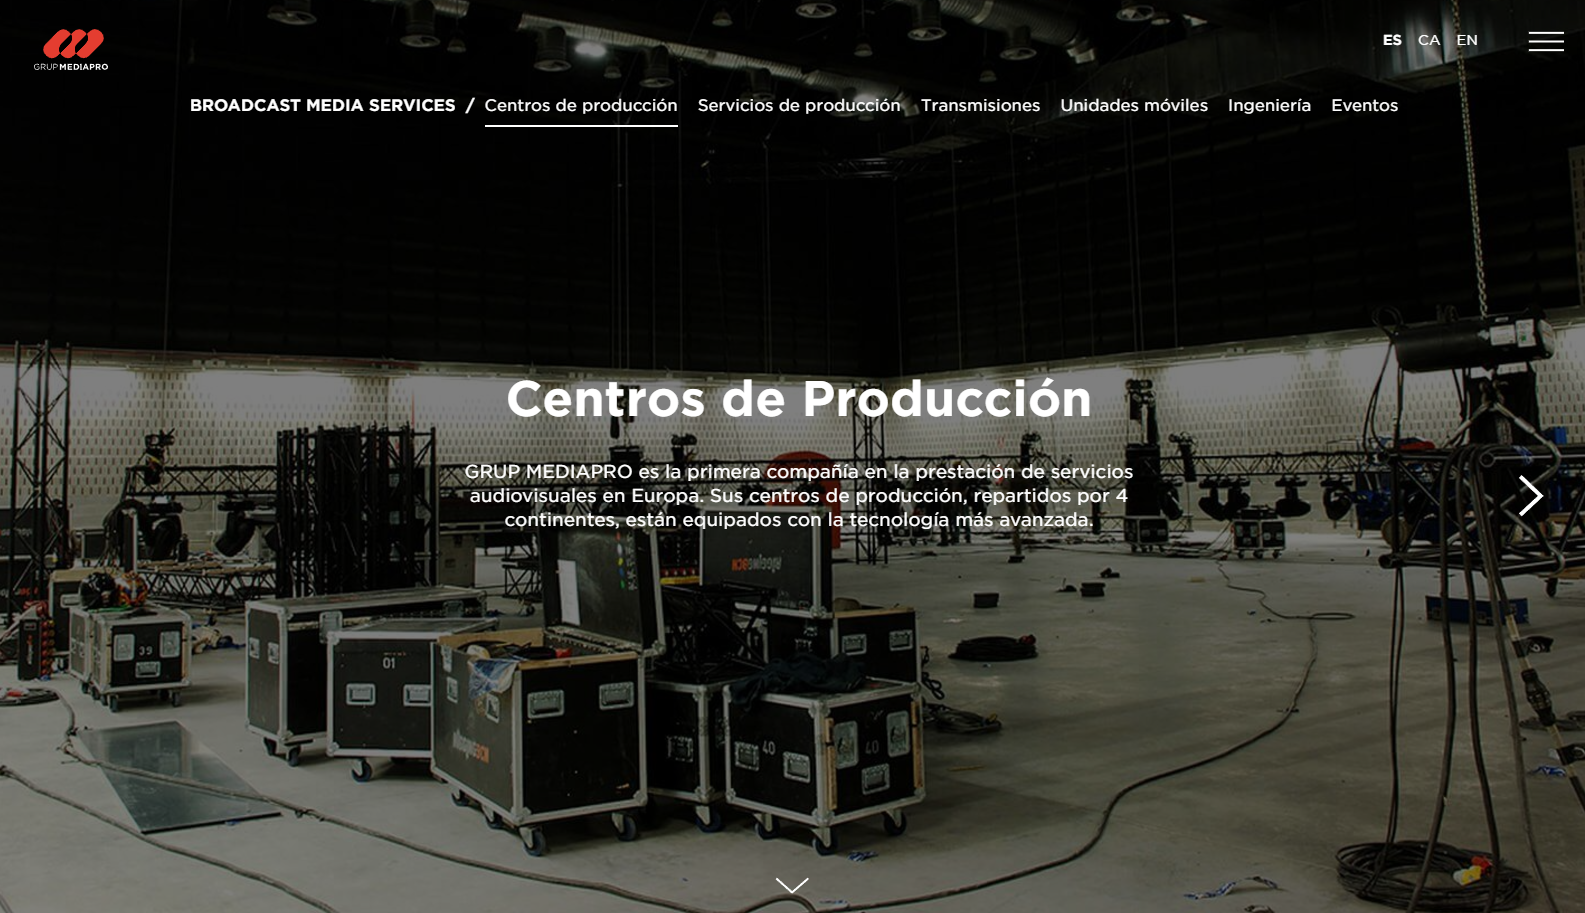 GRUP MEDIAPRO
ES CA EN
BROADCAST MEDIA SERVICES / Centros de producción Servicios de producción Transmisiones Unidades móviles Ingeniería Eventos
Centros de Producción
GRUP MEDIAPRO es la primera compañía en la prestación de servicios
audiovisuales en Europa. Sus centros de producción, repartidos por 4
continentes, están equipados con la tecnología más avanzada.
39
01
40
40